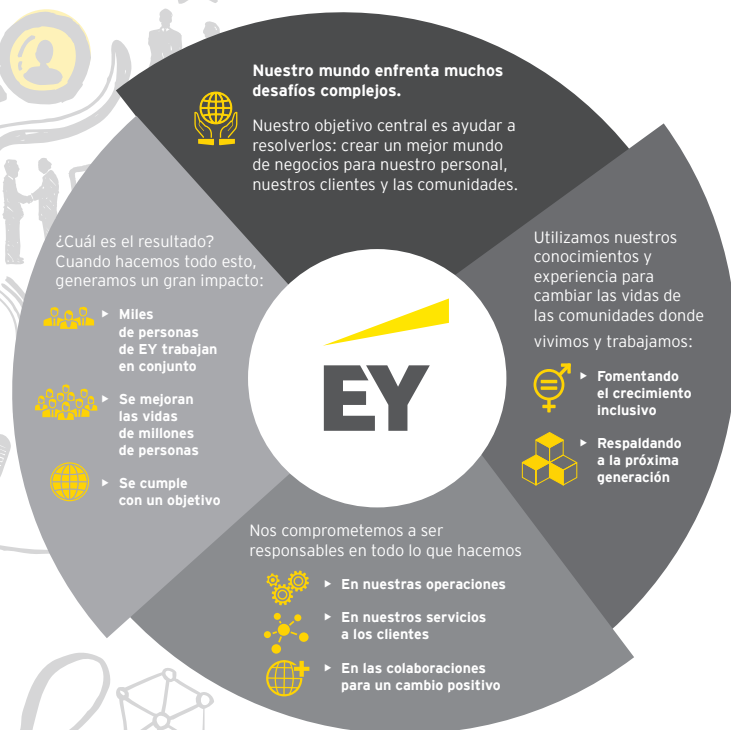 Nuestro mundo enfrenta muchos
desafíos complejos.
Nuestro objetivo central es ayudar a
resolverlos: crear un mejor mundo
de negocios para nuestro personal,
nuestros clientes y las comunidades.
Utilizamos nuestros
conocimientos y
experiencia para
cambiar las vidas de
las comunidades donde
vivimos y trabajamos:
Fomentando
el crecimiento
inclusivo
Respaldando
a la próxima
generación
Nos comprometemos a ser
responsables en todo lo que hacemos
En nuestras operaciones
En nuestros servicios
a los clientes
En las colaboraciones
para un cambio positivo
¿Cuál es el resultado?
Cuando hacemos todo esto,
generamos un gran impacto:
Miles
de personas
de EY trabajan
en conjunto
Se mejoran
las vidas
de millones
de personas
Se cumple
con un objetivo
EY